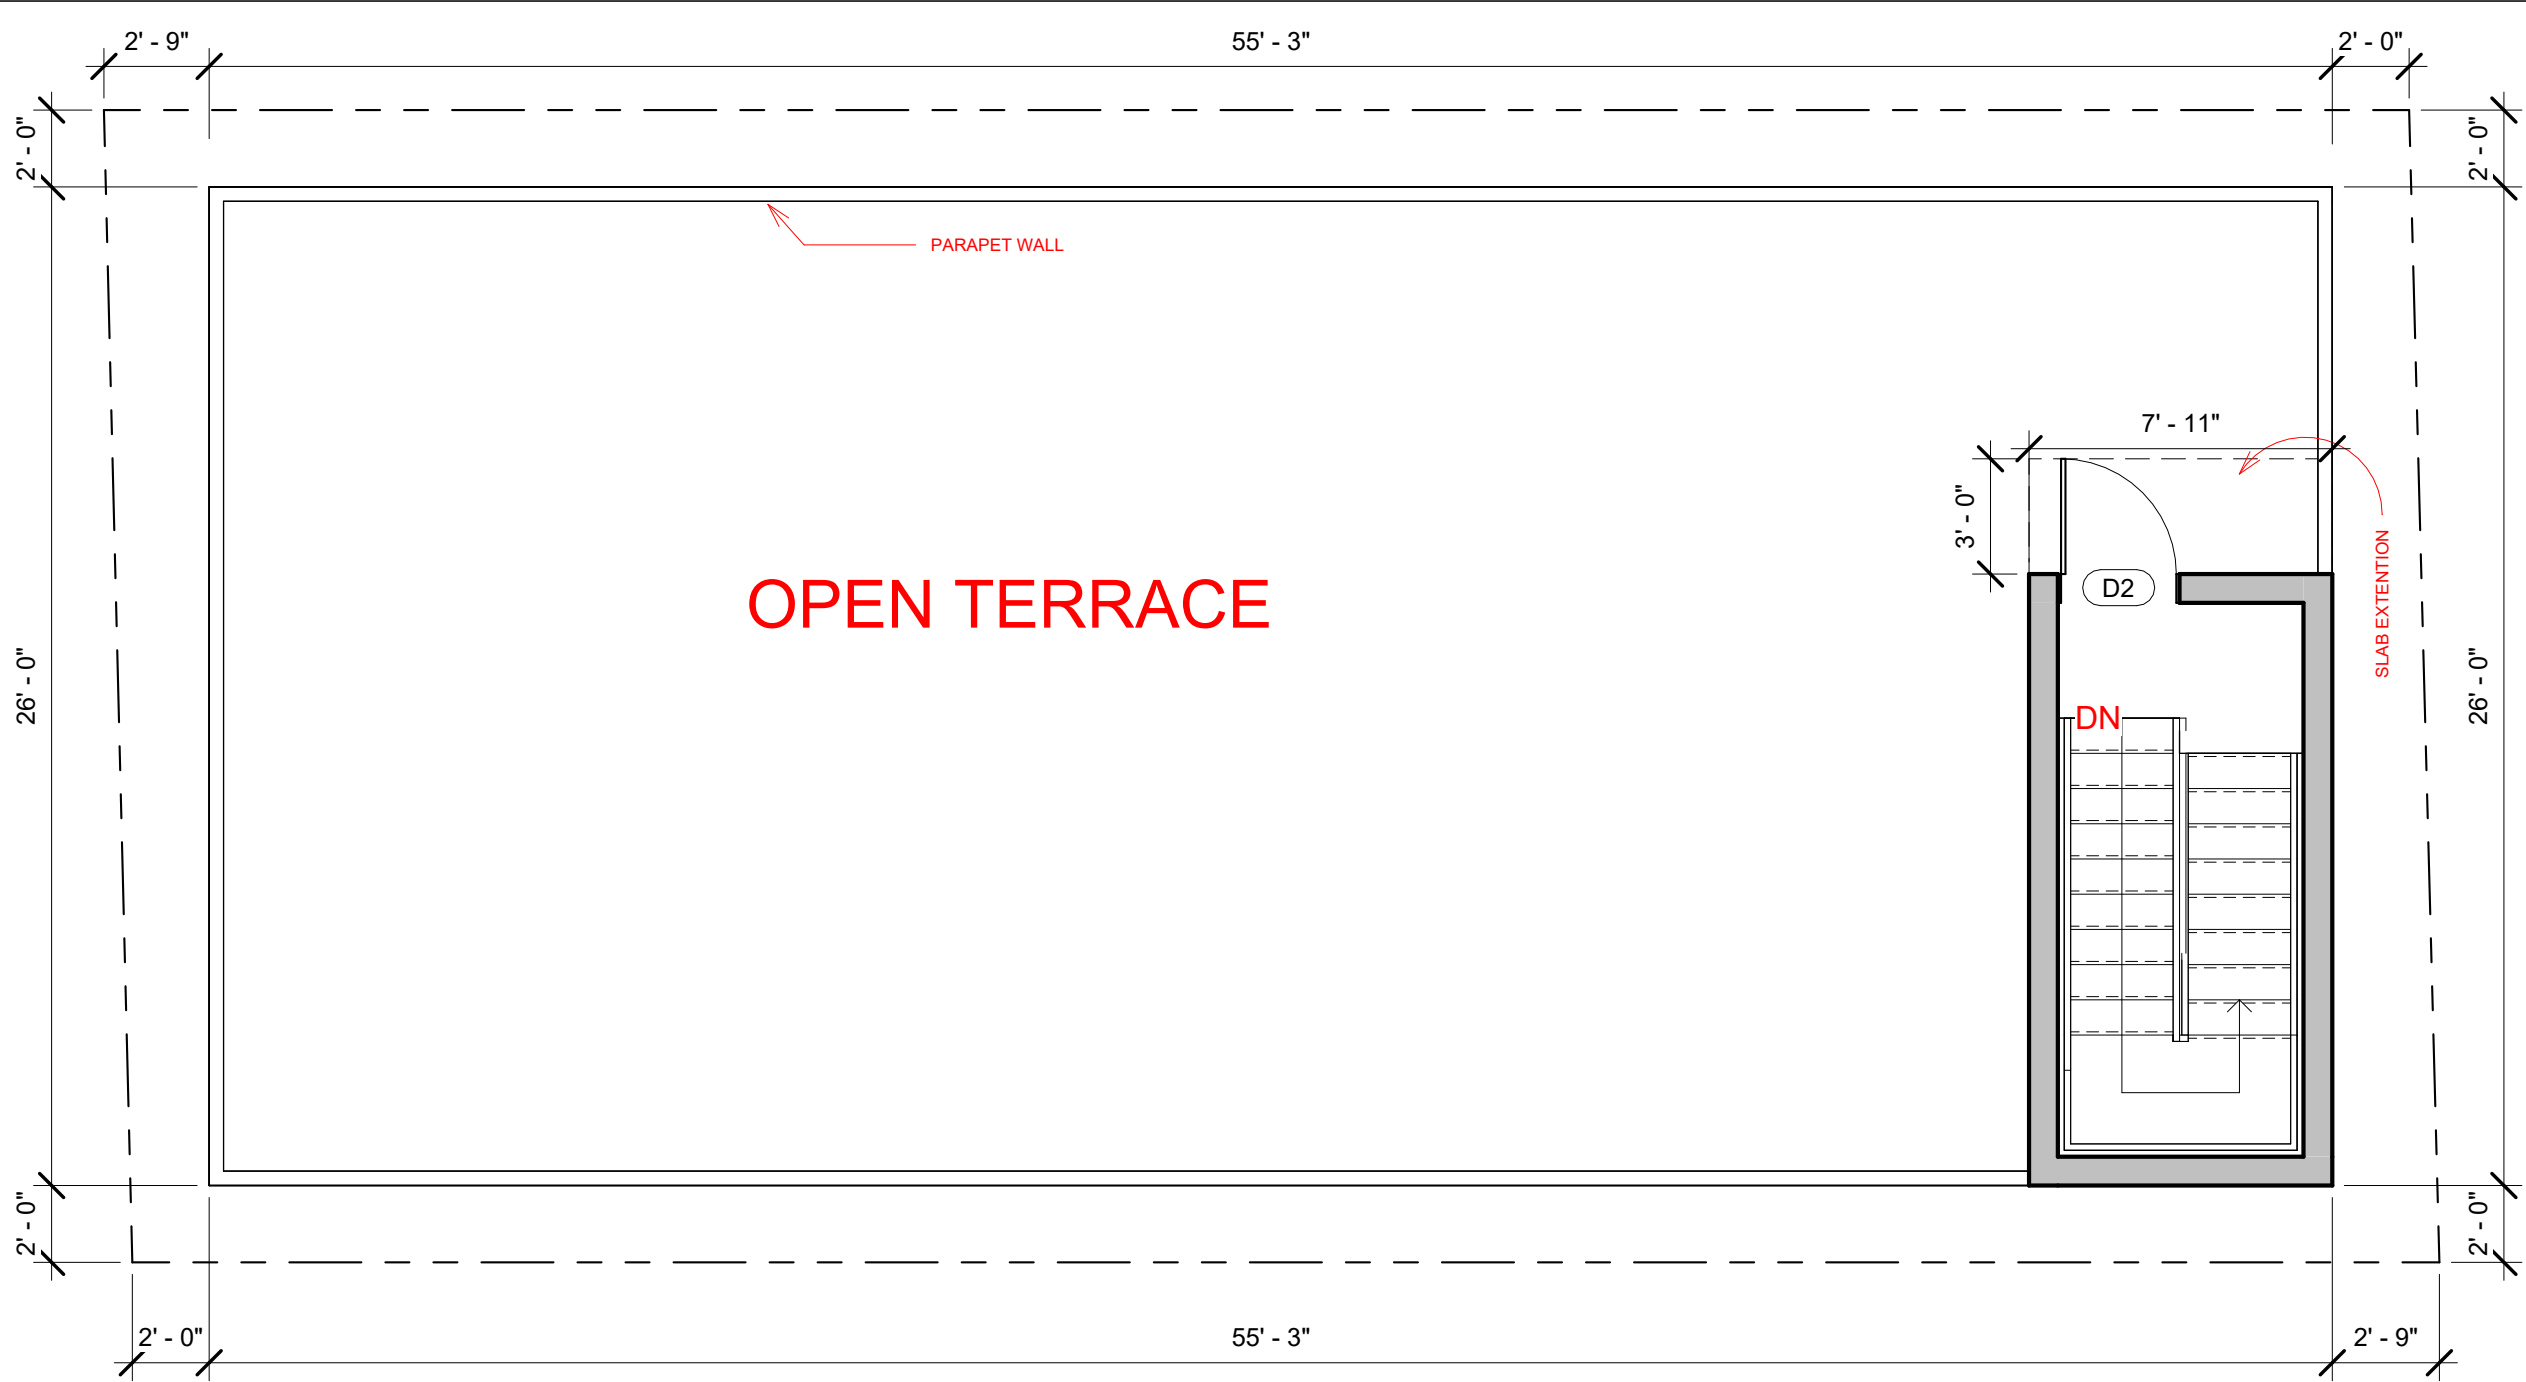 2' - 9"
55' - 3"
2' - 0"
2' - 0"
2' - 0"
PARAPET WALL
7' - 11"
3' - 0"
SLAB EXTENTION
OPEN TERRACE
D2
26' - 0"
26' - 0"
DN
2' - 0"
2' - 0"
2' - 0"
55' - 3"
2' - 9"